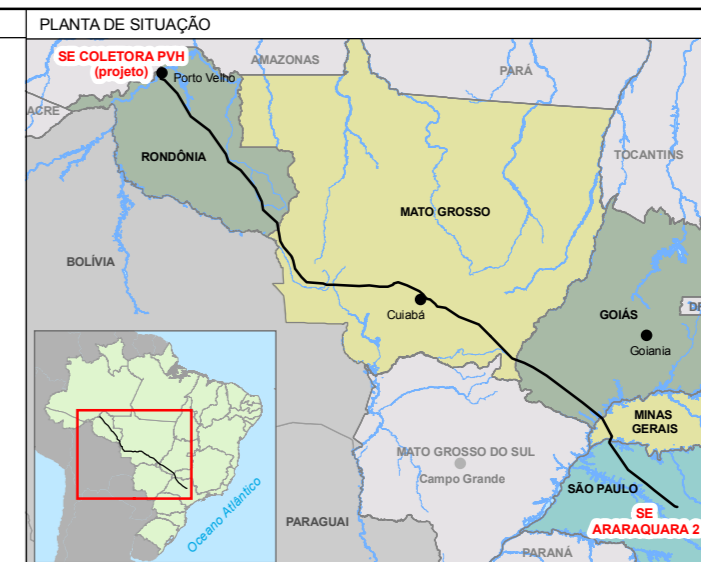 PLANTA DE SITUAÇÃO
SE COLETORA PVH
(projeto)
Porto Velho
AMAZONAS
PARÁ
ACRE
TOCANTINS
RONDÔNIA
MATO GROSSO
BOLÍVIA
Cuiabá
GOIÁS
DF
Goiania
MINAS
GERAIS
MATO GROSSO DO SUL
Campo Grande
SÃO PAULO
SE
ARARAQUARA 2
PARAGUAI
PARANÁ
Oceano Atlântico